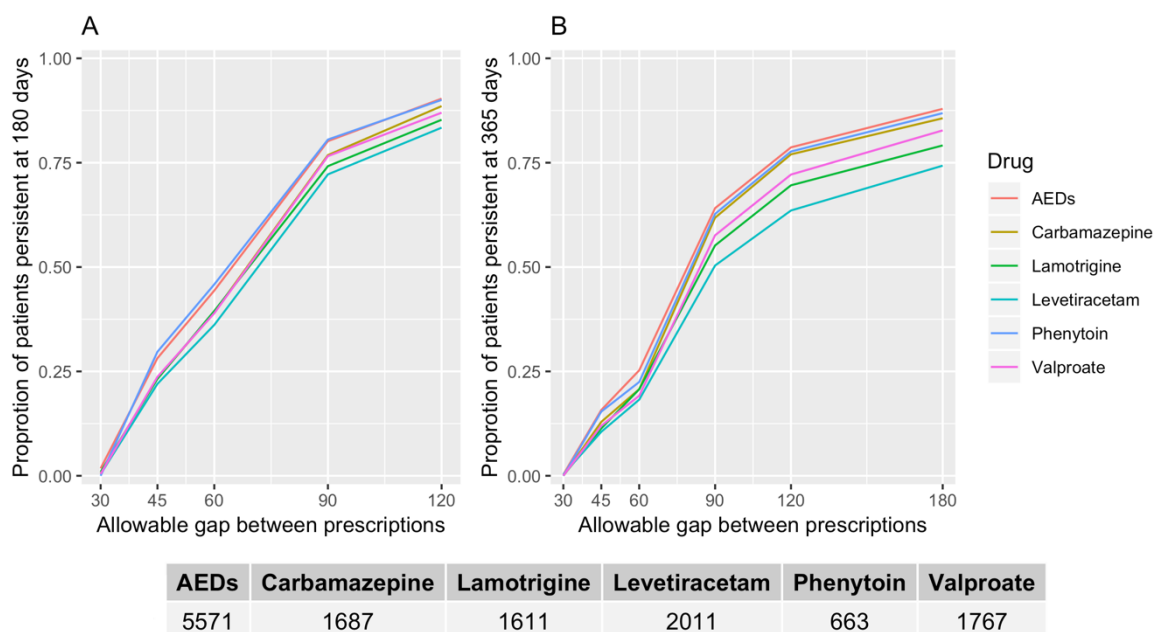 A
Proprotion of patients persistent at 180 days
1.00
0.75
0.50
0.25
0.00
30 45 60 90 120
Allowable gap between prescriptions
B
Proprotion of patients persistent at 365 days
1.00
0.75
0.50
0.25
0.00
30 45 60 90 120 180
Allowable gap between prescriptions
Drug
AEDs
Carbamazepine
Lamotrigine
Levetiracetam
Phenytoin
Valproate
AEDs Carbamazepine Lamotrigine Levetiracetam Phenytoin Valproate
5571 1687 1611 2011 663 1767